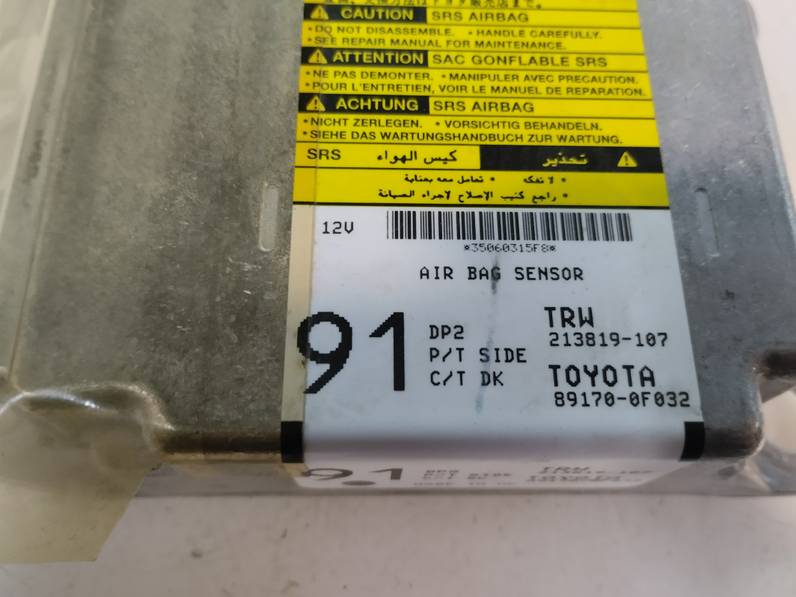 CAUTION SRS AIRBAG
•DO NOT DISASSEMBLE. •HANDLE CAREFULLY.
•SEE REPAIR MANUAL FOR MAINTENANCE.
ATTENTION SAC GONFLABLE SRS
•NE PAS DEMONTER. •MANIPULER AVEC PRECAUTION.
•POUR L'ENTRETIEN, VOIR LE MANUEL DE REPARATION.
ACHTUNG SRS AIRBAG
•NICHT ZERLEGEN. •VORSICHTIG BEHANDELN.
•SIEHE DAS WARTUNGSHANDBUCH ZUR WARTUNG.
تحذير كيس الهواء SRS
• لا تفكه • تعامل معه بعناية
• راجع كتيب الإصلاح لاجراء الصيانة
12V
*35060315F8*
AIR BAG SENSOR
91
DP2
P/T SIDE
C/T DK
TRW
213819-107
TOYOTA
89170-0F032
91